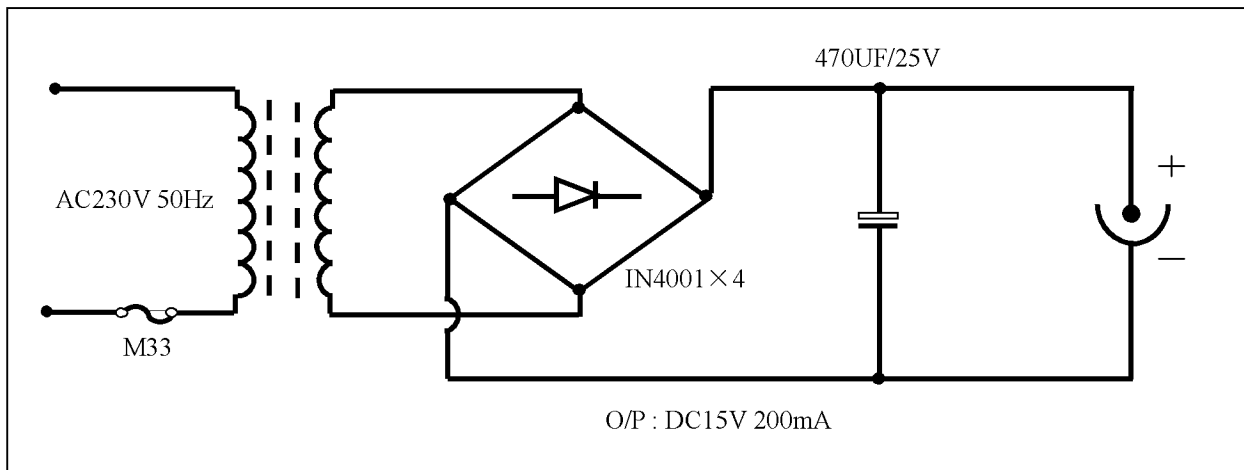 470UF/25V
AC230V 50Hz
+
−
IN4001×4
M33
O/P : DC15V 200mA